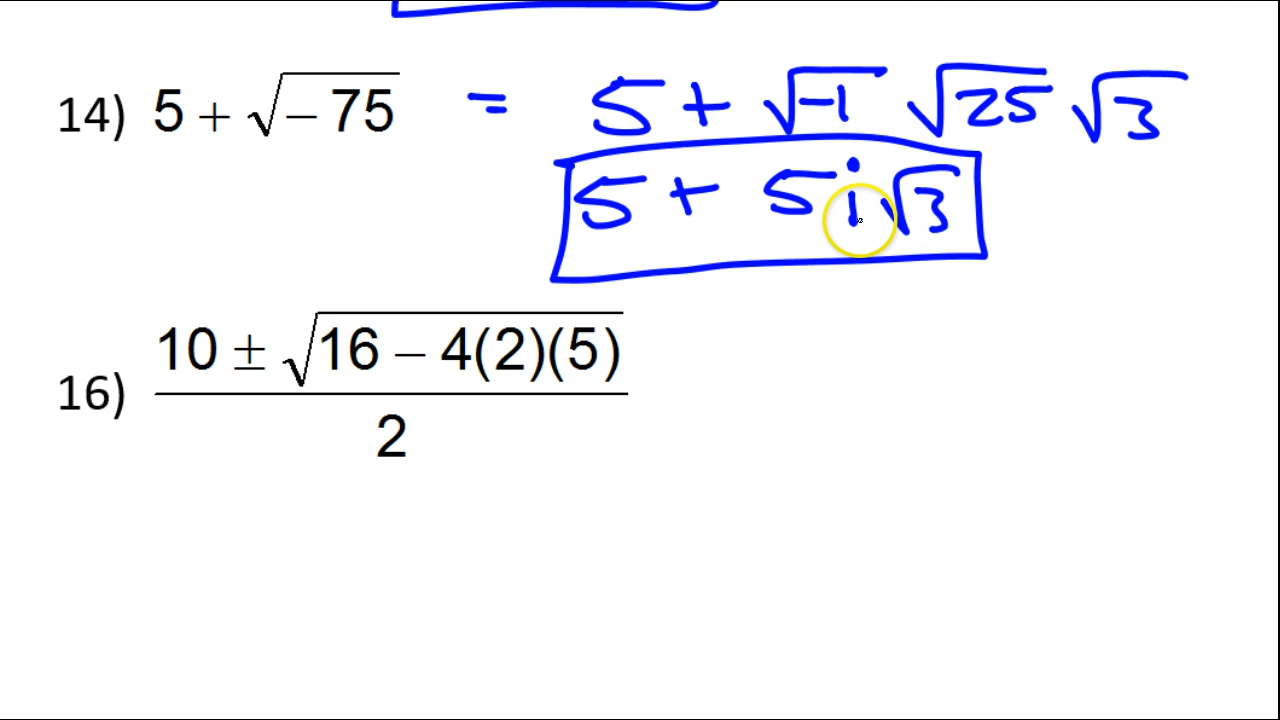 14) 5 + √−75 = 5 + √−1 √25 √3
5 + 5i√3
16) (10 ± √16 − 4(2)(5)) / 2